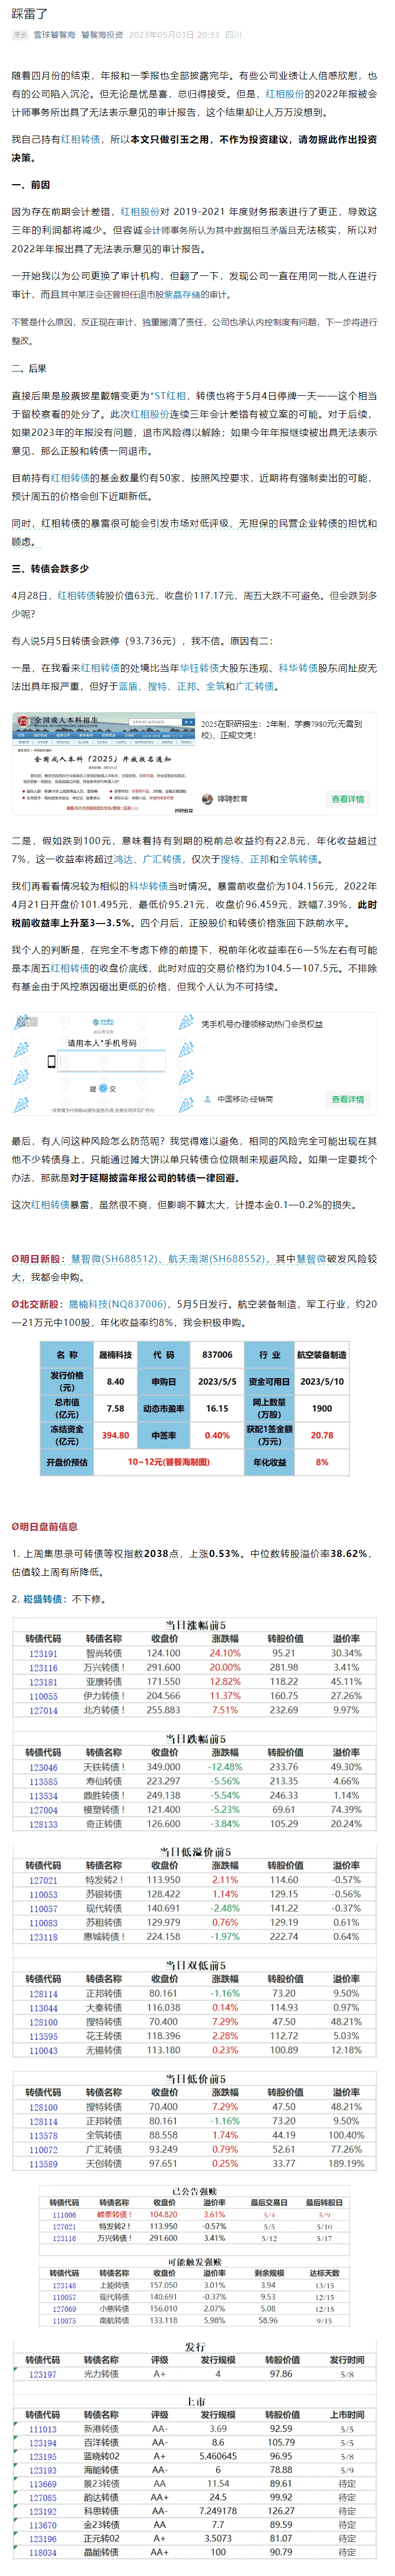 踩雷了
原创 雪球饕餮海 饕餮海投资 2023年05月03日 20:33 四川
随着四月份的结束，年报和一季报也全部披露完毕。有些公司业绩让人倍感欣慰，也
有的公司陷入沉沦。但无论是忧是喜，总归得接受。但是，红相股份的2022年报被会
计师事务所出具了无法表示意见的审计报告，这个结果却让人万万没想到。
我自己持有红相转债，所以本文只做引玉之用，不作为投资建议，请勿据此作出投资
决策。
一、前因
因为存在前期会计差错，红相股份对 2019-2021 年度财务报表进行了更正，导致这
三年的利润都将减少。但容诚会计师事务所认为其中数据相互矛盾且无法核实，所以对
2022年年报出具了无法表示意见的审计报告。
一开始我以为公司更换了审计机构，但翻了一下，发现公司一直在用同一批人在进行
审计，而且其中某注会还曾担任退市股紫晶存储的审计。
不管是什么原因，反正现在审计、独董撇清了责任，公司也承认内控制度有问题，下一步将进行
整改。
二、后果
直接后果是股票披星戴帽变更为*ST红相，转债也将于5月4日停牌一天——这个相当
于留校察看的处分了。此次红相股份连续三年会计差错有被立案的可能。对于后续，
如果2023年的年报没有问题，退市风险得以解除；如果今年年报继续被出具无法表示
意见，那么正股和转债一同退市。
目前持有红相转债的基金数量约有50家，按照风控要求，近期将有强制卖出的可能，
预计周五的价格会创下近期新低。
同时，红相转债的暴雷很可能会引发市场对低评级、无担保的民营企业转债的担忧和
顾虑。
三、转债会跌多少
4月28日，红相转债转股价值63元，收盘价117.17元，周五大跌不可避免。但会跌到多
少呢？
有人说5月5日转债会跌停（93.736元），我不信。原因有二：
一是，在我看来红相转债的处境比当年华钰转债大股东违规、科华转债股东间扯皮无
法出具年报严重，但好于蓝盾、搜特、正邦、全筑和广汇转债。
全国成人本科招生
全国成人本科（2025）开放报名通知
2025在职研招生：2年制，学费7980元(无需到
校)，正规文凭！
婷聘教育
查看详情
二是，假如跌到100元，意味着持有到期的税前总收益约有22.8元，年化收益超过
7%，这一收益率将超过鸿达、广汇转债，仅次于搜特、正邦和全筑转债。
我们再看看情况较为相似的科华转债当时情况。暴雷前收盘价为104.156元，2022年
4月21日开盘价101.495元，最低价95.21元，收盘价96.459元，跌幅7.39%，此时
税前收益率上升至3—3.5%。四个月后，正股股价和转债价格涨回下跌前水平。
我个人的判断是，在完全不考虑下修的前提下，税前年化收益率在6—5%左右有可能
是本周五红相转债的收盘价底线，此时对应的交易价格约为104.5—107.5元。不排除
有基金由于风控原因砸出更低的价格，但我个人认为不可持续。
请用本人*手机号码
提 交
凭手机号办理领移动热门会员权益
中国移动-经销商
查看详情
最后，有人问这种风险怎么防范呢？我觉得难以避免，相同的风险完全可能出现在其
他不少转债身上，只能通过摊大饼以单只转债仓位限制来规避风险。如果一定要找个
办法，那就是对于延期披露年报公司的转债一律回避。
这次红相转债暴雷，虽然很不爽，但影响不算太大，计提本金0.1—0.2%的损失。
Ø明日新股：慧智微(SH688512)、航天南湖(SH688552)，其中慧智微破发风险较
大，我都会申购。
Ø北交新股：晟楠科技(NQ837006)，5月5日发行。航空装备制造，军工行业，约20
—21万元中100股，年化收益率约8%，我会积极申购。
名 称 晟楠科技 代 码 837006 行 业 航空装备制造
发行价格（元） 8.40 申购日 2023/5/5 资金可用日 2023/5/10
总市值（亿元） 7.58 动态市盈率 16.15 网上数量（万股） 1900
冻结资金（亿元） 394.80 中签率 0.40% 获配1签金额（万元） 20.78
开盘价预估 10~12元(饕餮海制图) 年化收益 8%
Ø明日盘前信息
1. 上周集思录可转债等权指数2038点，上涨0.53%。中位数转股溢价率38.62%，
估值较上周有所降低。
2. 崧盛转债：不下修。
当日涨幅前5
转债代码 转债名称 收盘价 涨跌幅 转股价值 溢价率
123191 智尚转债 124.100 24.10% 95.21 30.34%
123116 万兴转债！ 291.600 20.00% 281.98 3.41%
123181 亚康转债 171.550 12.82% 118.22 45.11%
110055 伊力转债！ 204.566 11.37% 160.75 27.26%
127014 北方转债！ 255.883 7.51% 232.69 9.97%
当日跌幅前5
转债代码 转债名称 收盘价 涨跌幅 转股价值 溢价率
123046 天铁转债！ 349.000 -12.48% 233.76 49.30%
113585 寿仙转债！ 223.297 -5.56% 213.35 4.66%
113534 鼎胜转债！ 249.138 -5.54% 246.33 1.14%
127004 模塑转债！ 121.400 -5.23% 69.61 74.39%
128133 奇正转债！ 126.600 -3.84% 105.29 20.24%
当日低溢价前5
转债代码 转债名称 收盘价 涨跌幅 转股价值 溢价率
127021 特发转2！ 113.950 2.11% 114.60 -0.57%
110053 苏银转债！ 128.422 1.14% 129.15 -0.56%
110057 现代转债！ 140.691 -2.48% 141.22 -0.37%
110083 苏租转债！ 129.979 0.76% 129.19 0.61%
123118 惠城转债！ 224.158 -1.97% 222.74 0.64%
当日双低前5
转债代码 转债名称 收盘价 涨跌幅 转股价值 溢价率
128114 正邦转债 80.161 -1.16% 73.20 9.50%
113044 大秦转债 116.038 0.14% 114.93 0.97%
128100 搜特转债 70.400 7.29% 47.50 48.21%
113595 花王转债 118.396 2.28% 112.72 5.03%
110043 无锡转债 113.180 0.23% 100.89 12.18%
当日低价前5
转债代码 转债名称 收盘价 涨跌幅 转股价值 溢价率
128100 搜特转债 70.400 7.29% 47.50 48.21%
128114 正邦转债 80.161 -1.16% 73.20 9.50%
113578 全筑转债 88.558 1.74% 44.19 100.40%
110072 广汇转债 93.249 0.79% 52.61 77.26%
113589 天创转债 97.651 0.25% 33.77 189.19%
已公告强赎
转债代码 转债名称 收盘价 溢价率 最后交易日 最后转股日
111006 嵘泰转债！ 104.820 3.61% 5/4 5/9
127021 特发转2！ 113.950 -0.57% 5/5 5/10
123116 万兴转债！ 291.600 3.41% 5/12 5/17
可能触发强赎
转债代码 转债名称 收盘价 溢价率 剩余规模 达标天数
123148 上能转债 157.050 3.01% 3.94 13/15
110057 现代转债 140.691 -0.37% 9.53 12/15
127069 小熊转债 156.010 2.07% 5.08 12/15
110075 南航转债 133.118 5.98% 58.96 9/15
发行
转债代码 转债名称 评级 发行规模 转股价值 发行时间
123197 光力转债 A+ 4 97.86 5/8
上市
转债代码 转债名称 评级 发行规模 转股价值 上市时间
111013 新港转债 AA- 3.69 92.59 5/5
123194 百洋转债 AA- 8.6 105.79 5/5
123195 蓝晓转02 A+ 5.460645 96.95 5/8
123193 海能转债 AA- 6 78.88 5/9
113669 景23转债 AA 11.54 89.61 待定
127085 韵达转债 AA+ 24.5 99.92 待定
123192 科思转债 AA- 7.249178 126.27 待定
113670 金23转债 AA 7.7 89.59 待定
123196 正元转02 A+ 3.5073 81.07 待定
118034 晶能转债 AA+ 100 90.79 待定